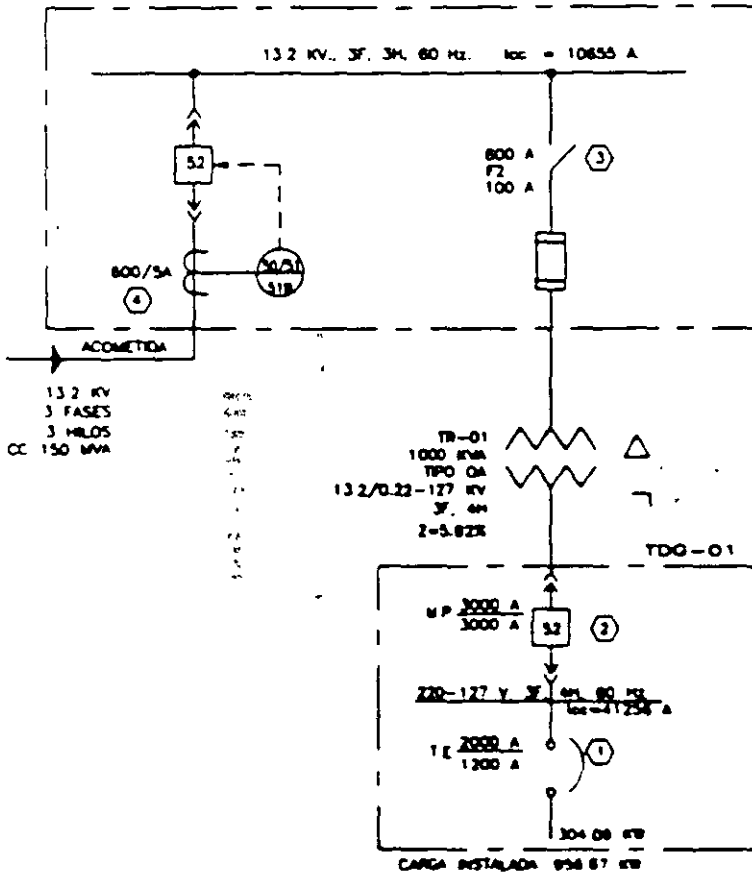 13.2 KV., 3F, 3H, 60 Hz. Icc = 10655 A
52
800 A
F2
100 A
3
800/5A
50/51
4
ACOMETIDA
13.2 KV
3 FASES
3 HILOS
CC 150 MVA
TR-01
1000 KVA
TIPO OA
13.2/0.22-127 KV
3F, 4H
Z=5.82%
TDG-01
3000 A
3000 A
52
2
220-127 V 3F, 4H, 60 Hz
Icc=41256 A
2000 A
1200 A
1
304.08 KW
CARGA INSTALADA 956.67 KW